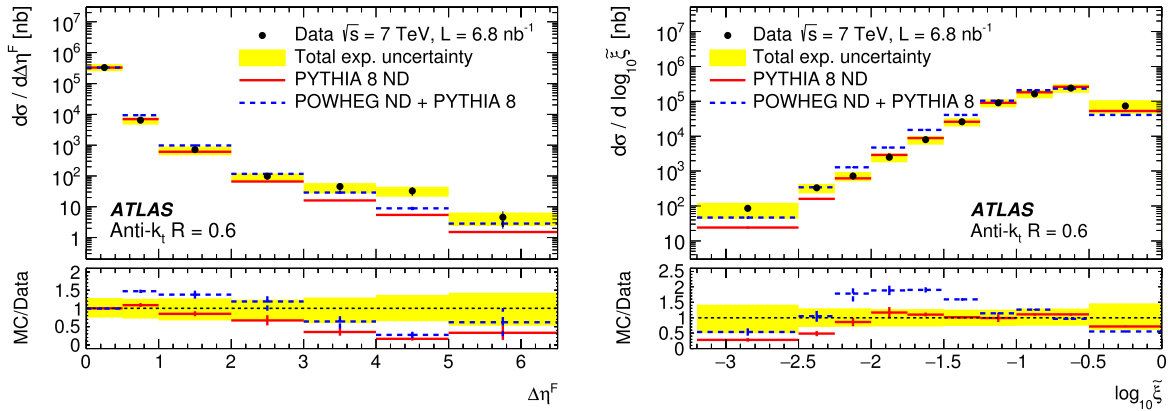 dσ / dΔη^F [nb]
10^7
10^6
10^5
10^4
10^3
10^2
10
1
Data √s = 7 TeV, L = 6.8 nb^-1
Total exp. uncertainty
PYTHIA 8 ND
POWHEG ND + PYTHIA 8
ATLAS
Anti-k_t R = 0.6
MC/Data
2
1.5
1
0.5
0
0 1 2 3 4 5 6
Δη^F
dσ / d log_10 ξ̃ [nb]
10^8
10^7
10^6
10^5
10^4
10^3
10^2
10
Data √s = 7 TeV, L = 6.8 nb^-1
Total exp. uncertainty
PYTHIA 8 ND
POWHEG ND + PYTHIA 8
ATLAS
Anti-k_t R = 0.6
MC/Data
2.5
2
1.5
1
0.5
0
−3 −2.5 −2 −1.5 −1 −0.5 0
log_10 ξ̃